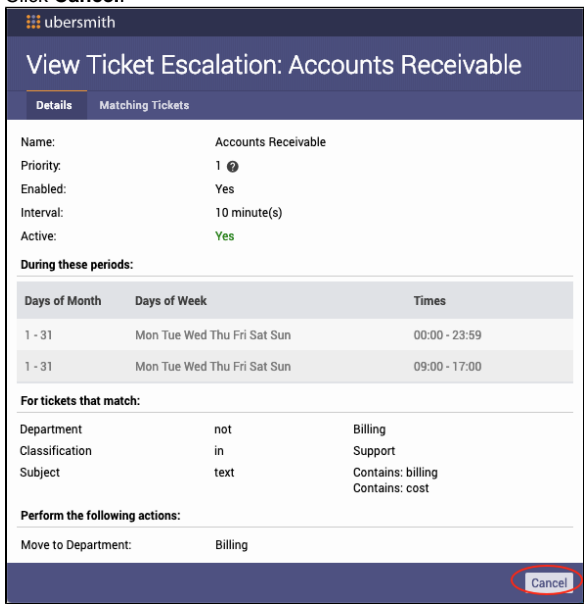 Click Cancel.
ubersmith
View Ticket Escalation: Accounts Receivable
Details Matching Tickets
Name: Accounts Receivable
Priority: 1 ?
Enabled: Yes
Interval: 10 minute(s)
Active: Yes
During these periods:
Days of Month Days of Week Times
1 - 31 Mon Tue Wed Thu Fri Sat Sun 00:00 - 23:59
1 - 31 Mon Tue Wed Thu Fri Sat Sun 09:00 - 17:00
For tickets that match:
Department not Billing
Classification in Support
Subject text Contains: billing
Contains: cost
Perform the following actions:
Move to Department: Billing
Cancel